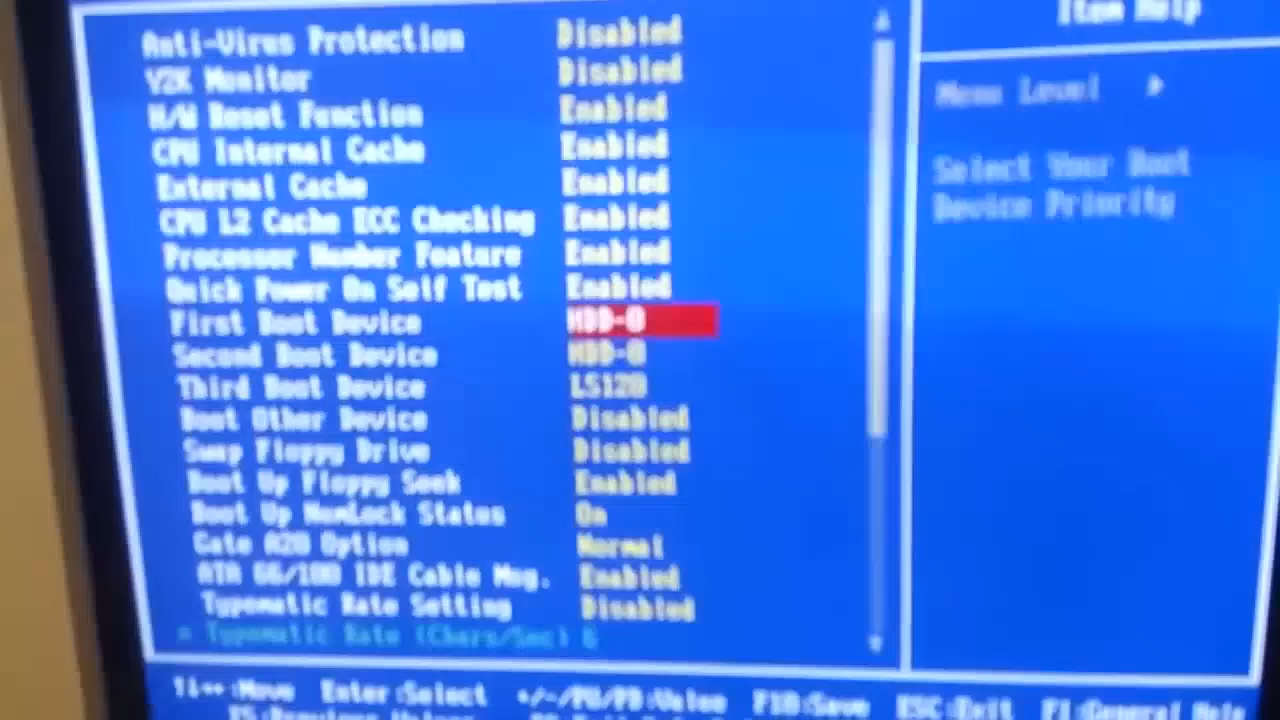 Item Help
Anti-Virus Protection Disabled
Y2K Monitor Disabled
H/W Reset Function Enabled
CPU Internal Cache Enabled
External Cache Enabled
CPU L2 Cache ECC Checking Enabled
Processor Number Feature Enabled
Quick Power On Self Test Enabled
First Boot Device HDD-0
Second Boot Device HDD-0
Third Boot Device LS120
Boot Other Device Disabled
Swap Floppy Drive Disabled
Boot Up Floppy Seek Enabled
Boot Up NumLock Status On
Gate A20 Option Normal
ATA 66/100 IDE Cable Msg. Enabled
Typematic Rate Setting Disabled
x Typematic Rate (Chars/Sec) 6
Menu Level ▸
Select Your Boot
Device Priority
↑↓→←:Move Enter:Select +/-/PU/PD:Value F10:Save ESC:Exit F1:General Help
F5:Previous Values